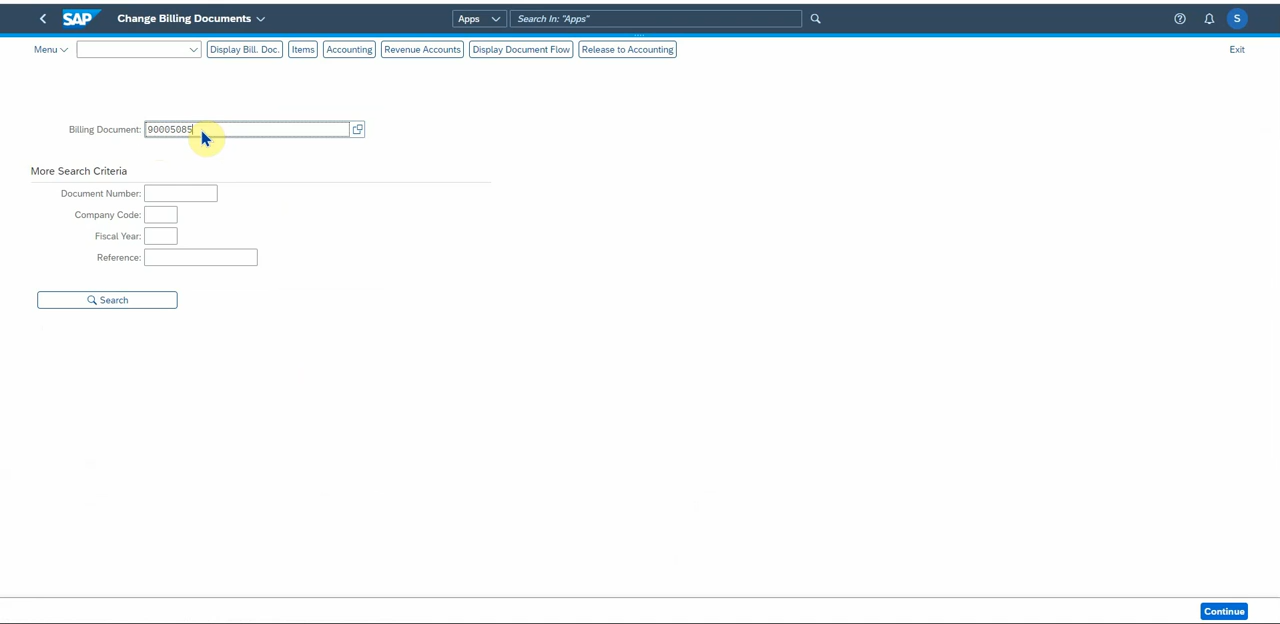 SAP Change Billing Documents Apps Search In: "Apps" S
Menu Display Bill. Doc. Items Accounting Revenue Accounts Display Document Flow Release to Accounting Exit
Billing Document: 90005085
More Search Criteria
Document Number:
Company Code:
Fiscal Year:
Reference:
Search
Continue